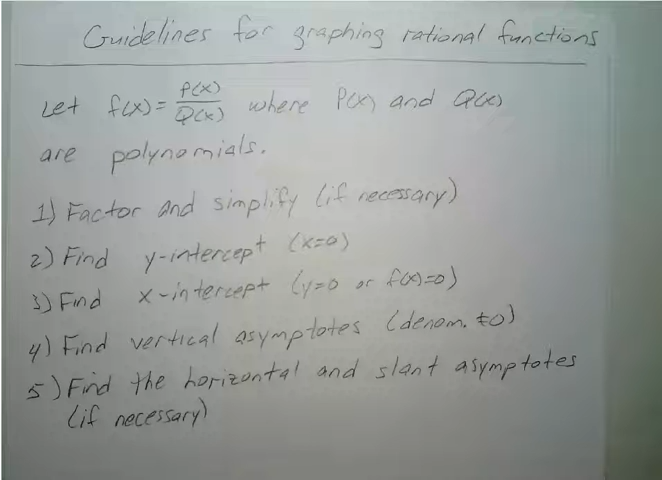 Guidelines for graphing rational functions
Let f(x) = P(x)/Q(x) where P(x) and Q(x)
are polynomials.
1) Factor and simplify (if necessary)
2) Find y-intercept (x=0)
3) Find x-intercept (y=0 or f(x)=0)
4) Find vertical asymptotes (denom. ≠0)
5) Find the horizontal and slant asymptotes
(if necessary)